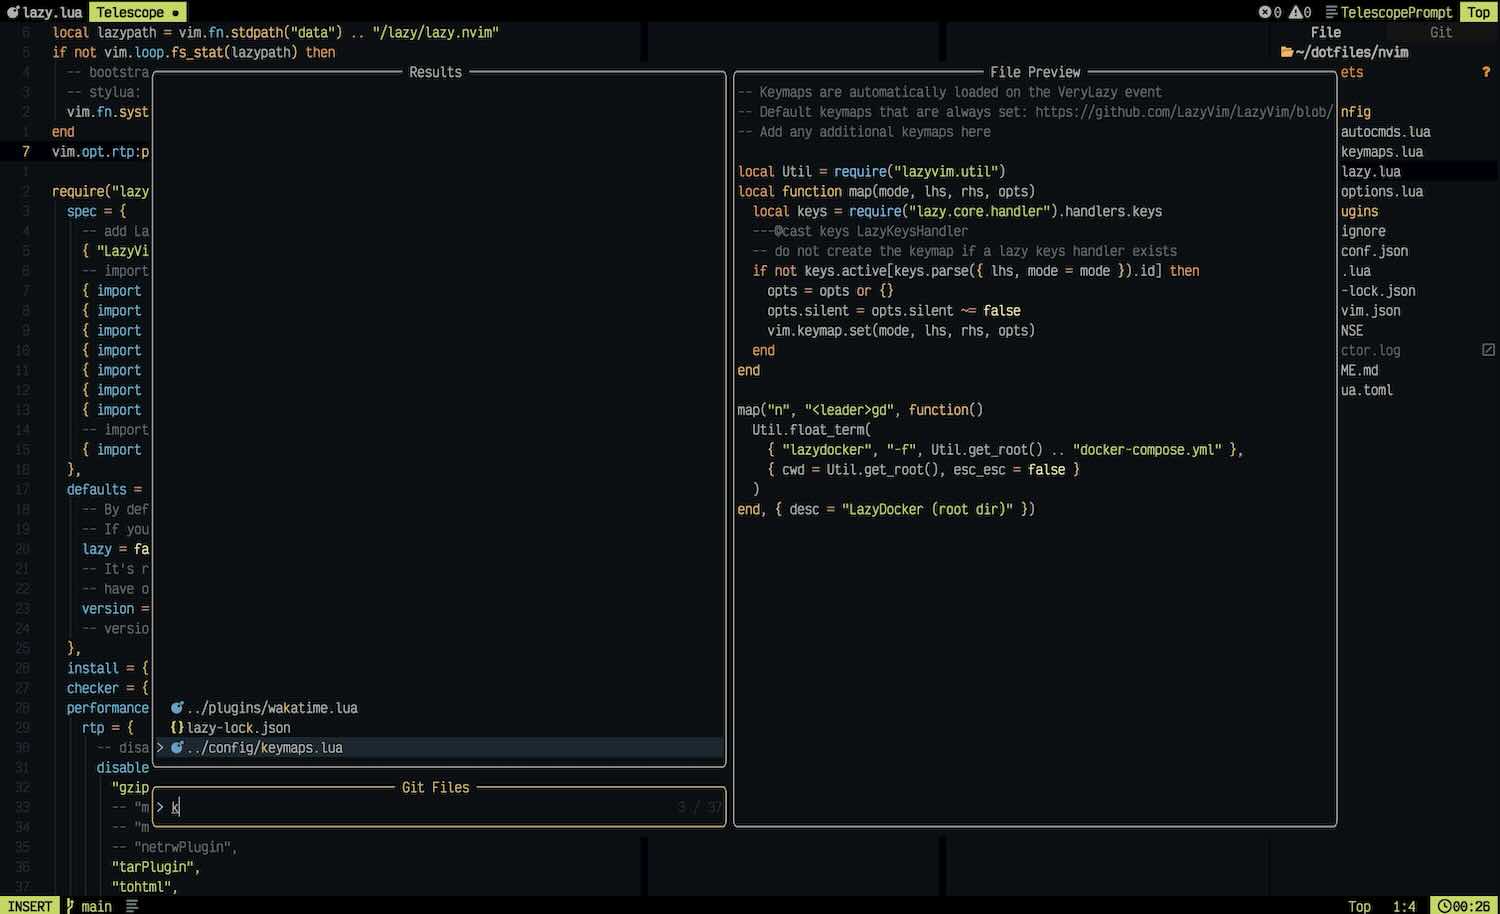 lazy.lua Telescope ●
0 0 TelescopePrompt Top
6 local lazypath = vim.fn.stdpath("data") .. "/lazy/lazy.nvim"
5 if not vim.loop.fs_stat(lazypath) then
4 -- bootstra
3 -- stylua:
2 vim.fn.syst
1 end
7 vim.opt.rtp:p
1
2 require("lazy
3 spec = {
4 -- add La
5 { "LazyVi
6 -- import
7 { import
8 { import
9 { import
10 { import
11 { import
12 { import
13 { import
14 -- import
15 { import
16 },
17 defaults =
18 -- By def
19 -- If you
20 lazy = fa
21 -- It's r
22 -- have o
23 version =
24 -- versio
25 },
26 install = {
27 checker = {
28 performance
29 rtp = {
30 -- disa
31 disable
32 "gzip
33 -- "m
34 -- "m
35 -- "netrwPlugin",
36 "tarPlugin",
37 "tohtml",
Results
../plugins/wakatime.lua
{} lazy-lock.json
> ../config/keymaps.lua
Git Files
> k 3 / 37
File Preview
-- Keymaps are automatically loaded on the VeryLazy event
-- Default keymaps that are always set: https://github.com/LazyVim/LazyVim/blob/
-- Add any additional keymaps here
local Util = require("lazyvim.util")
local function map(mode, lhs, rhs, opts)
local keys = require("lazy.core.handler").handlers.keys
---@cast keys LazyKeysHandler
-- do not create the keymap if a lazy keys handler exists
if not keys.active[keys.parse({ lhs, mode = mode }).id] then
opts = opts or {}
opts.silent = opts.silent ~= false
vim.keymap.set(mode, lhs, rhs, opts)
end
end
map("n", "<leader>gd", function()
Util.float_term(
{ "lazydocker", "-f", Util.get_root() .. "docker-compose.yml" },
{ cwd = Util.get_root(), esc_esc = false }
)
end, { desc = "LazyDocker (root dir)" })
File Git
~/dotfiles/nvim
ets ?
nfig
autocmds.lua
keymaps.lua
lazy.lua
options.lua
ugins
ignore
conf.json
.lua
-lock.json
vim.json
NSE
ctor.log
ME.md
ua.toml
INSERT main
Top 1:4 00:26